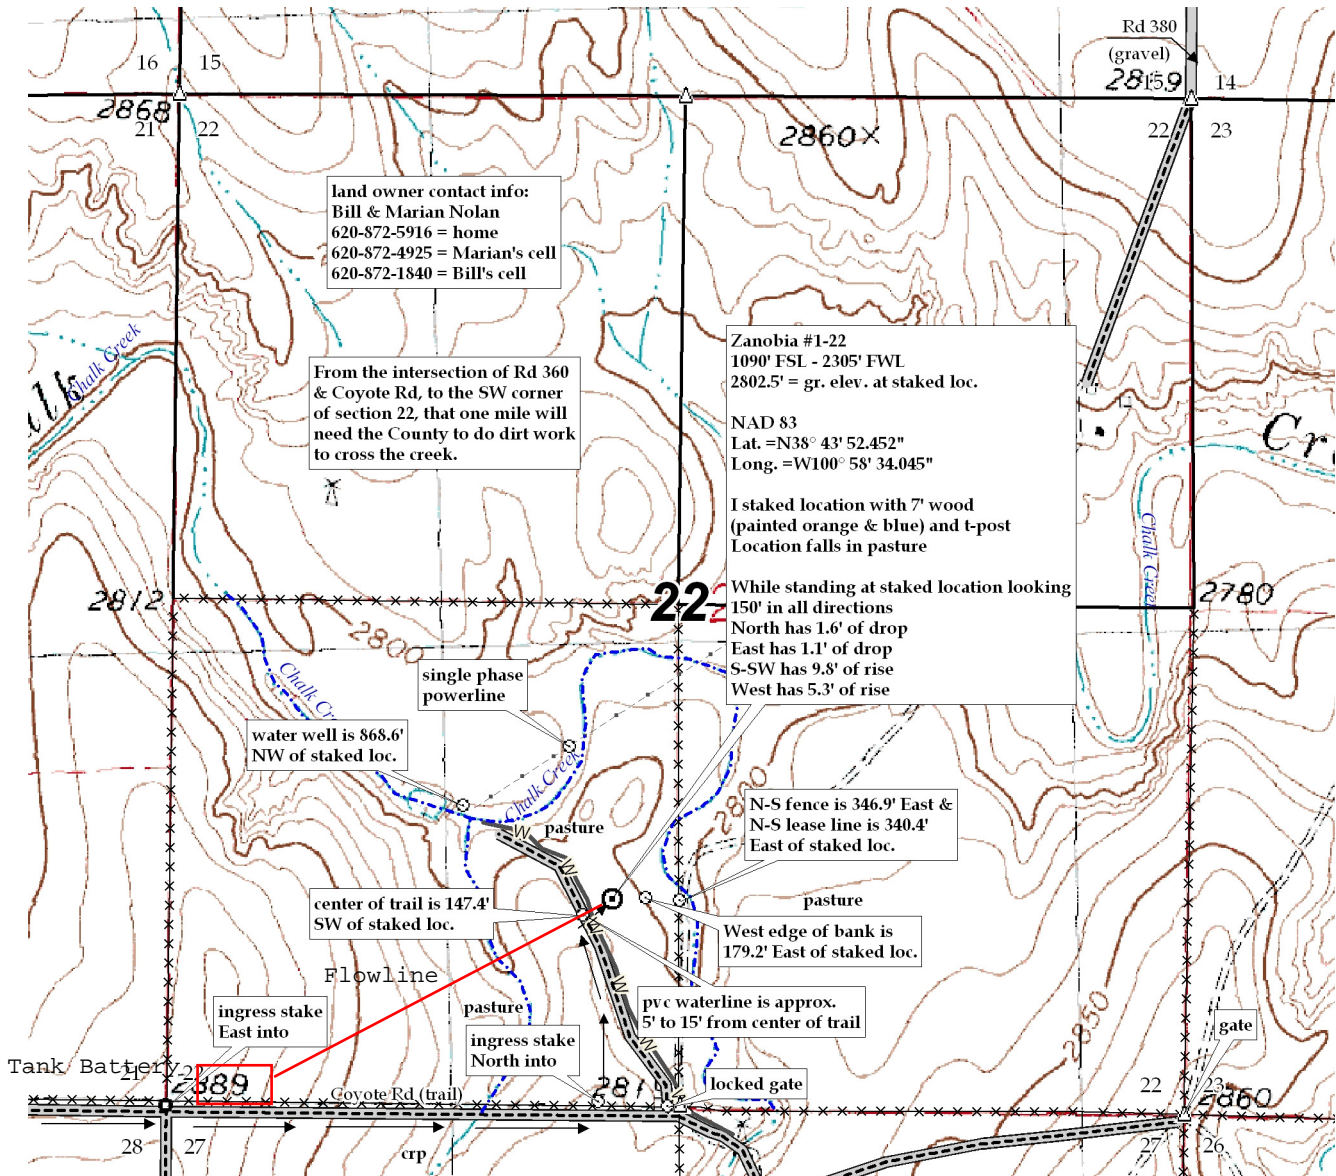 Rd 380
(gravel)
16
15
2859
15
14
2868
21
22
2860X
22
23
land owner contact info:
Bill & Marian Nolan
620-872-5916 = home
620-872-4925 = Marian's cell
620-872-1840 = Bill's cell
Zanobia #1-22
1090' FSL - 2305' FWL
2802.5' = gr. elev. at staked loc.
NAD 83
Lat. =N38° 43' 52.452"
Long. =W100° 58' 34.045"
I staked location with 7' wood
(painted orange & blue) and t-post
Location falls in pasture
While standing at staked location looking
150' in all directions
North has 1.6' of drop
East has 1.1' of drop
S-SW has 9.8' of rise
West has 5.3' of rise
Chalk Creek
From the intersection of Rd 360
& Coyote Rd, to the SW corner
of section 22, that one mile will
need the County to do dirt work
to cross the creek.
Chalk Creek
2812
22
2780
2800
single phase
powerline
Chalk
water well is 868.6'
NW of staked loc.
Chalk Creek
2800
N-S fence is 346.9' East &
N-S lease line is 340.4'
East of staked loc.
W
pasture
W
center of trail is 147.4'
SW of staked loc.
pasture
W
West edge of bank is
179.2' East of staked loc.
Flowline
W
pasture
pvc waterline is approx.
5' to 15' from center of trail
ingress stake
East into
ingress stake
North into
W
2850
gate
Tank Battery
21
2889
locked gate
22
23
Coyote Rd (trail)
2860
28
27
crp
27
26